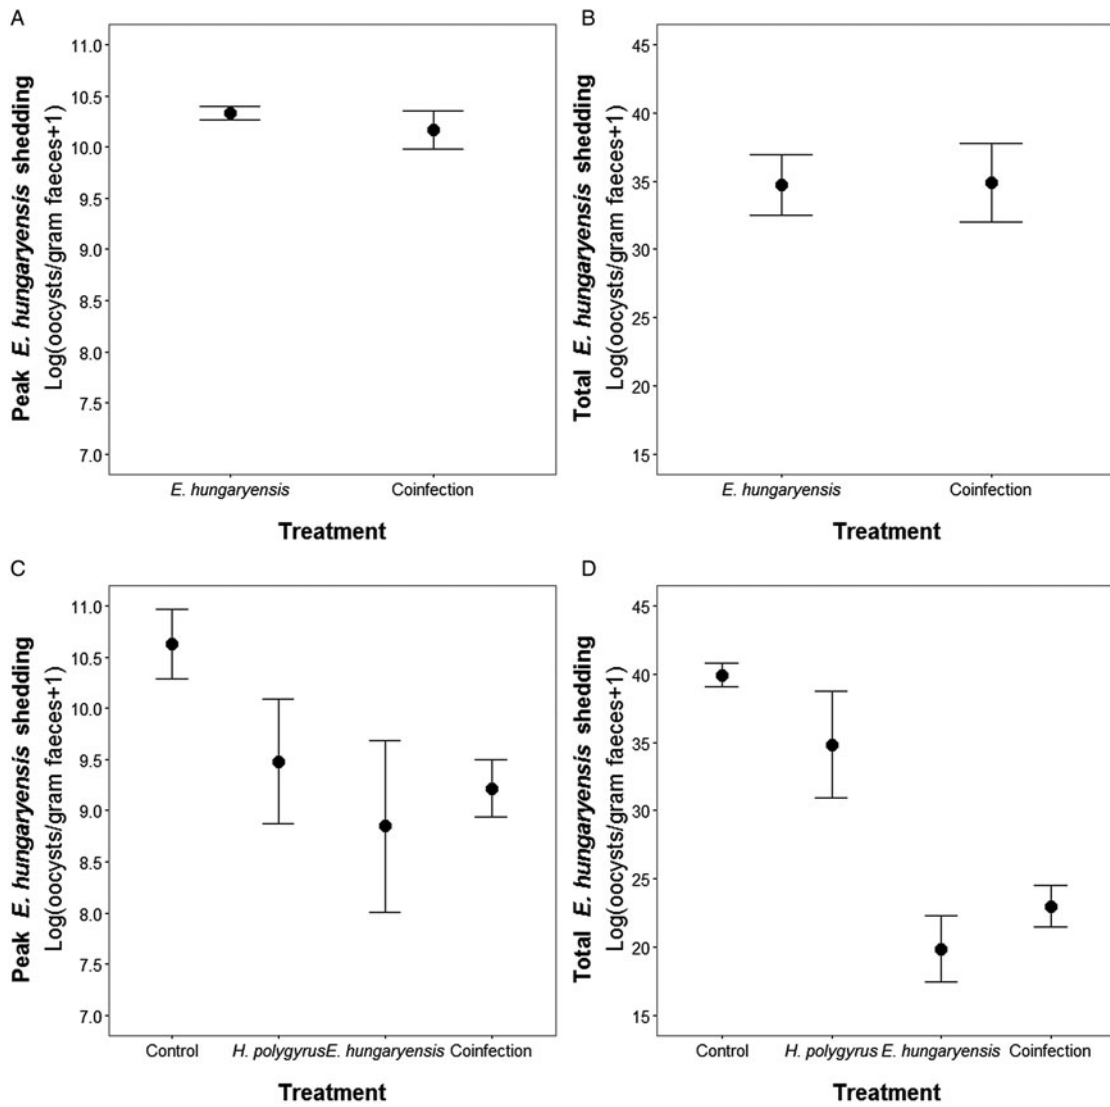 A
Peak E. hungaryensis shedding
Log(oocysts/gram faeces+1)
11.0
10.5
10.0
9.5
9.0
8.5
8.0
7.5
7.0
E. hungaryensis Coinfection
Treatment
B
Total E. hungaryensis shedding
Log(oocysts/gram faeces+1)
45
40
35
30
25
20
15
E. hungaryensis Coinfection
Treatment
C
Peak E. hungaryensis shedding
Log(oocysts/gram faeces+1)
11.0
10.5
10.0
9.5
9.0
8.5
8.0
7.5
7.0
Control H. polygyrus E. hungaryensis Coinfection
Treatment
D
Total E. hungaryensis shedding
Log(oocysts/gram faeces+1)
45
40
35
30
25
20
15
Control H. polygyrus E. hungaryensis Coinfection
Treatment